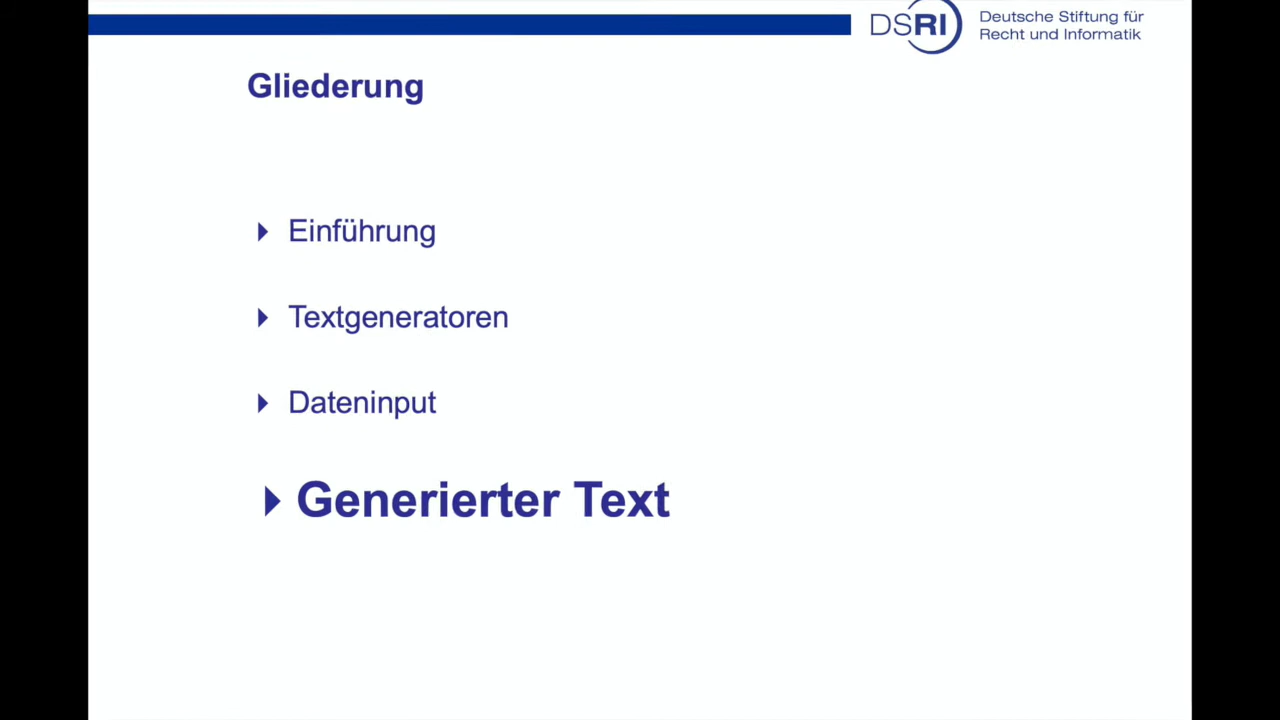 DSRI
Deutsche Stiftung für
Recht und Informatik
Gliederung
Einführung
Textgeneratoren
Dateninput
Generierter Text